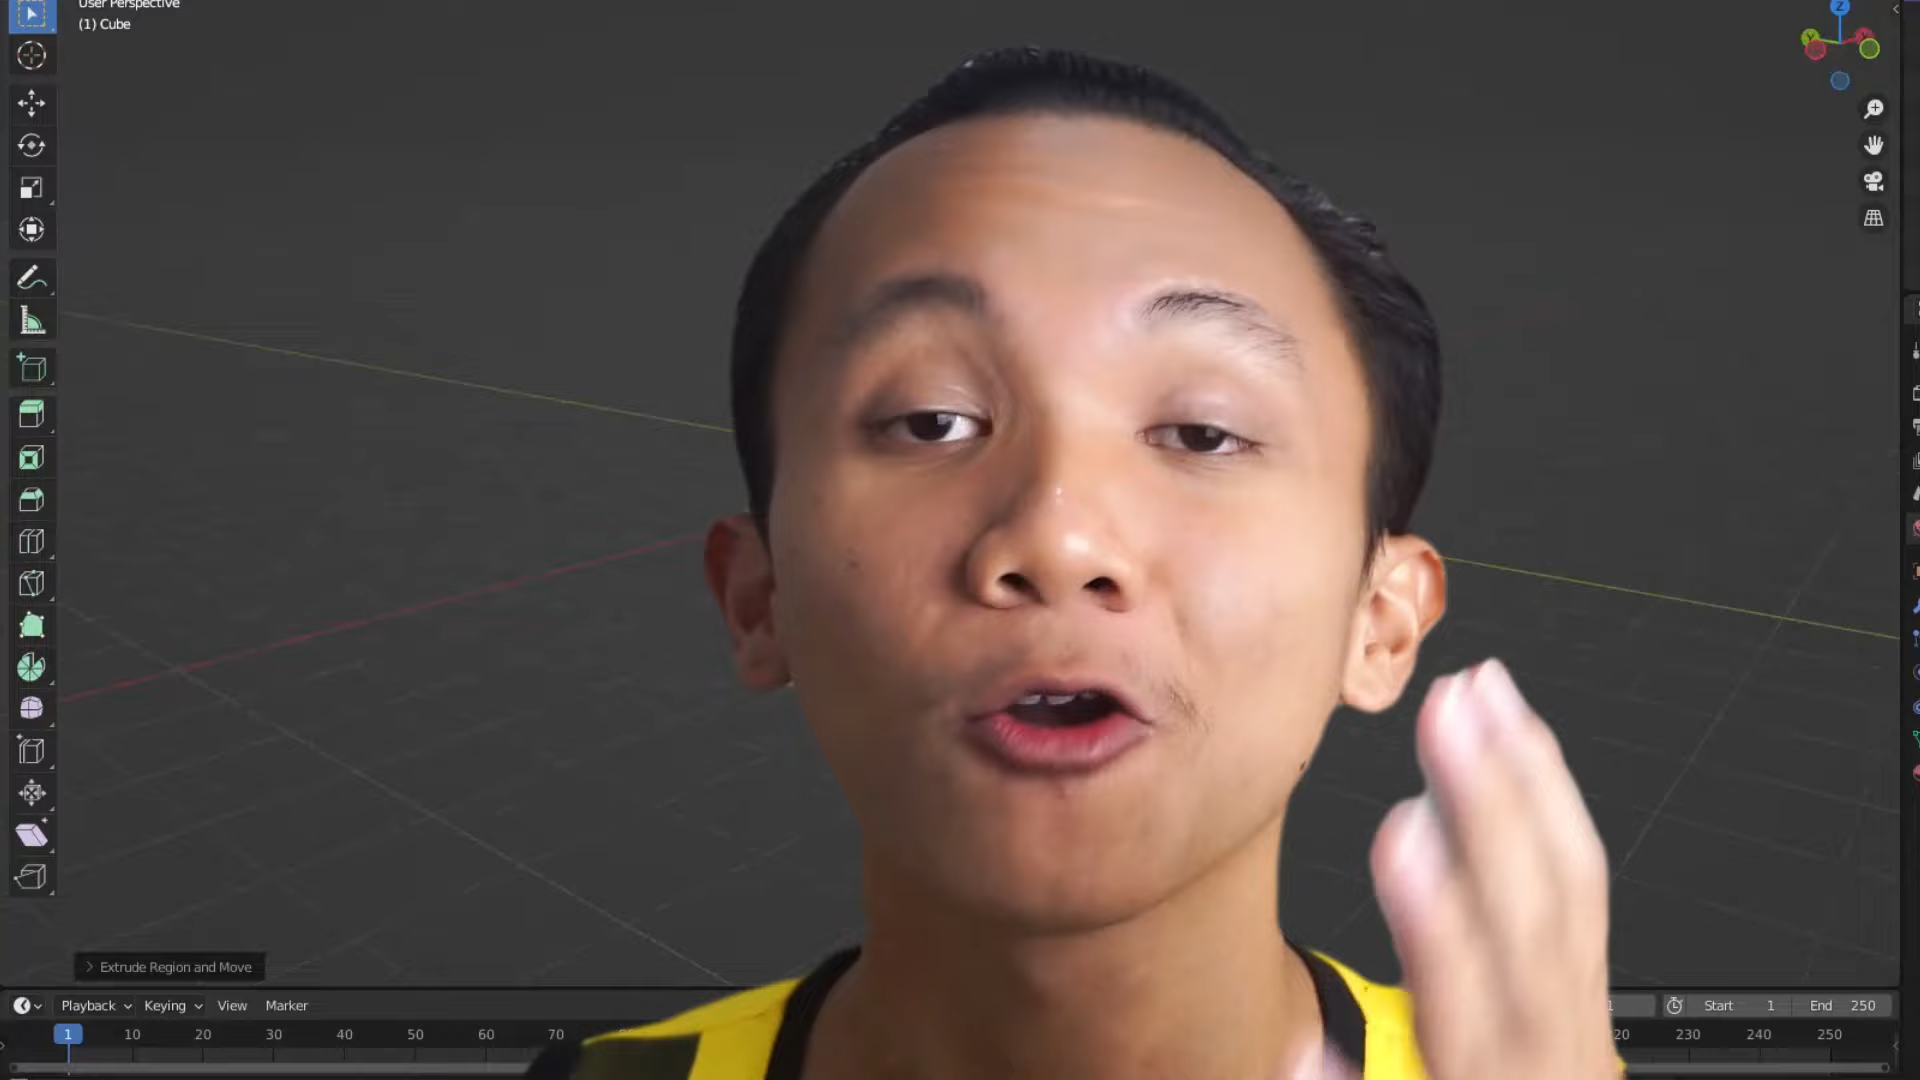 User Perspective
(1) Cube
Z
Y
Extrude Region and Move
Playback
Keying
View
Marker
Start
1
End
250
1
10
20
30
40
50
60
70
230
240
250